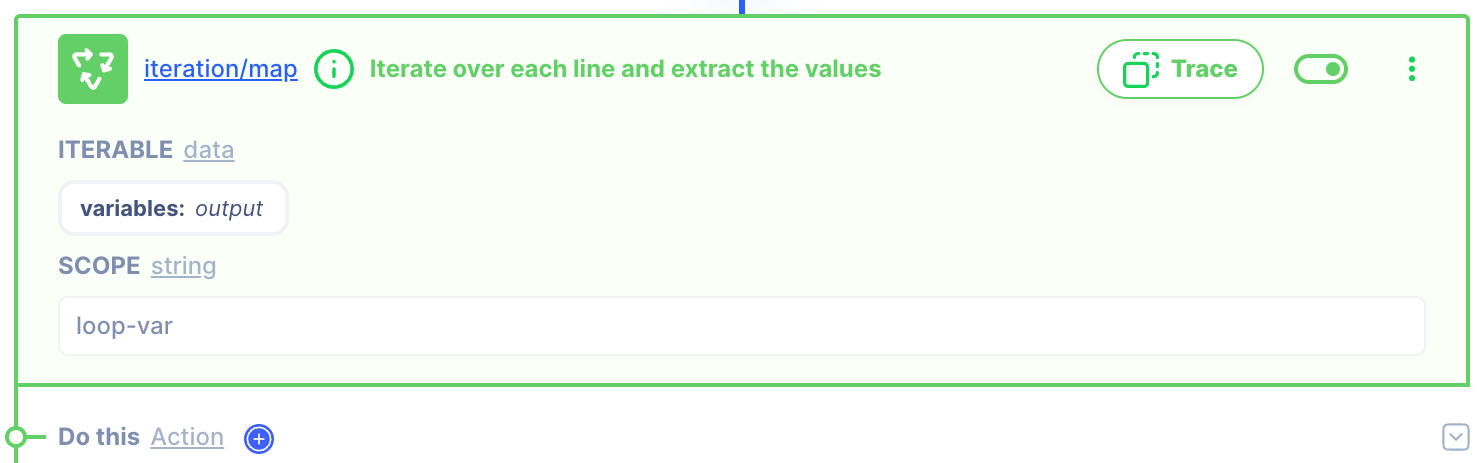 iteration/map Iterate over each line and extract the values Trace
ITERABLE data
variables: output
SCOPE string
loop-var
Do this Action